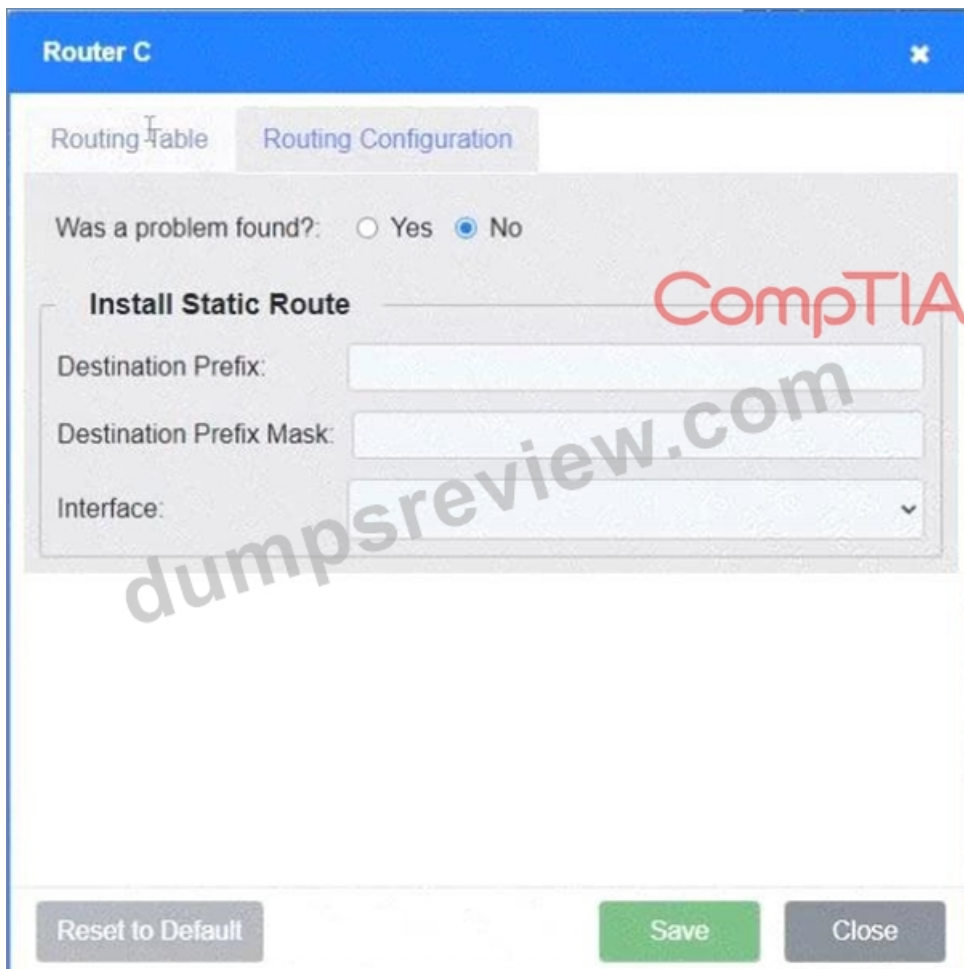 Router C
Routing Table Routing Configuration
Was a problem found?: Yes No
Install Static Route
CompTIA
Destination Prefix:
Destination Prefix Mask:
Interface:
dumpsreview.com
Reset to Default Save Close